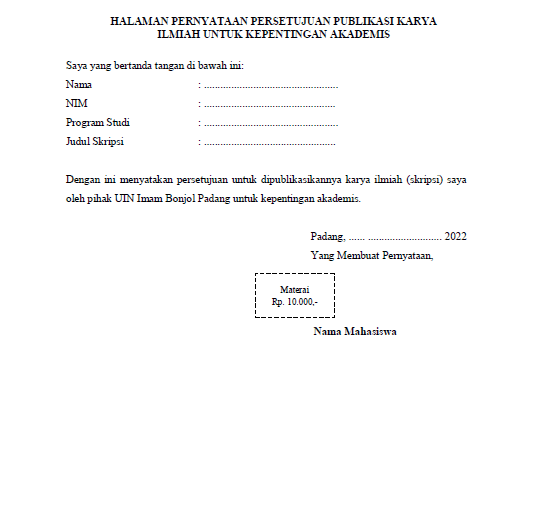 HALAMAN PERNYATAAN PERSETUJUAN PUBLIKASI KARYA
ILMIAH UNTUK KEPENTINGAN AKADEMIS
Saya yang bertanda tangan di bawah ini:
Nama : .................................................
NIM : ................................................
Program Studi : .................................................
Judul Skripsi : ................................................
Dengan ini menyatakan persetujuan untuk dipublikasikannya karya ilmiah (skripsi) saya
oleh pihak UIN Imam Bonjol Padang untuk kepentingan akademis.
Padang, ...... ........................... 2022
Yang Membuat Pernyataan,
Materai
Rp. 10.000,-
Nama Mahasiswa